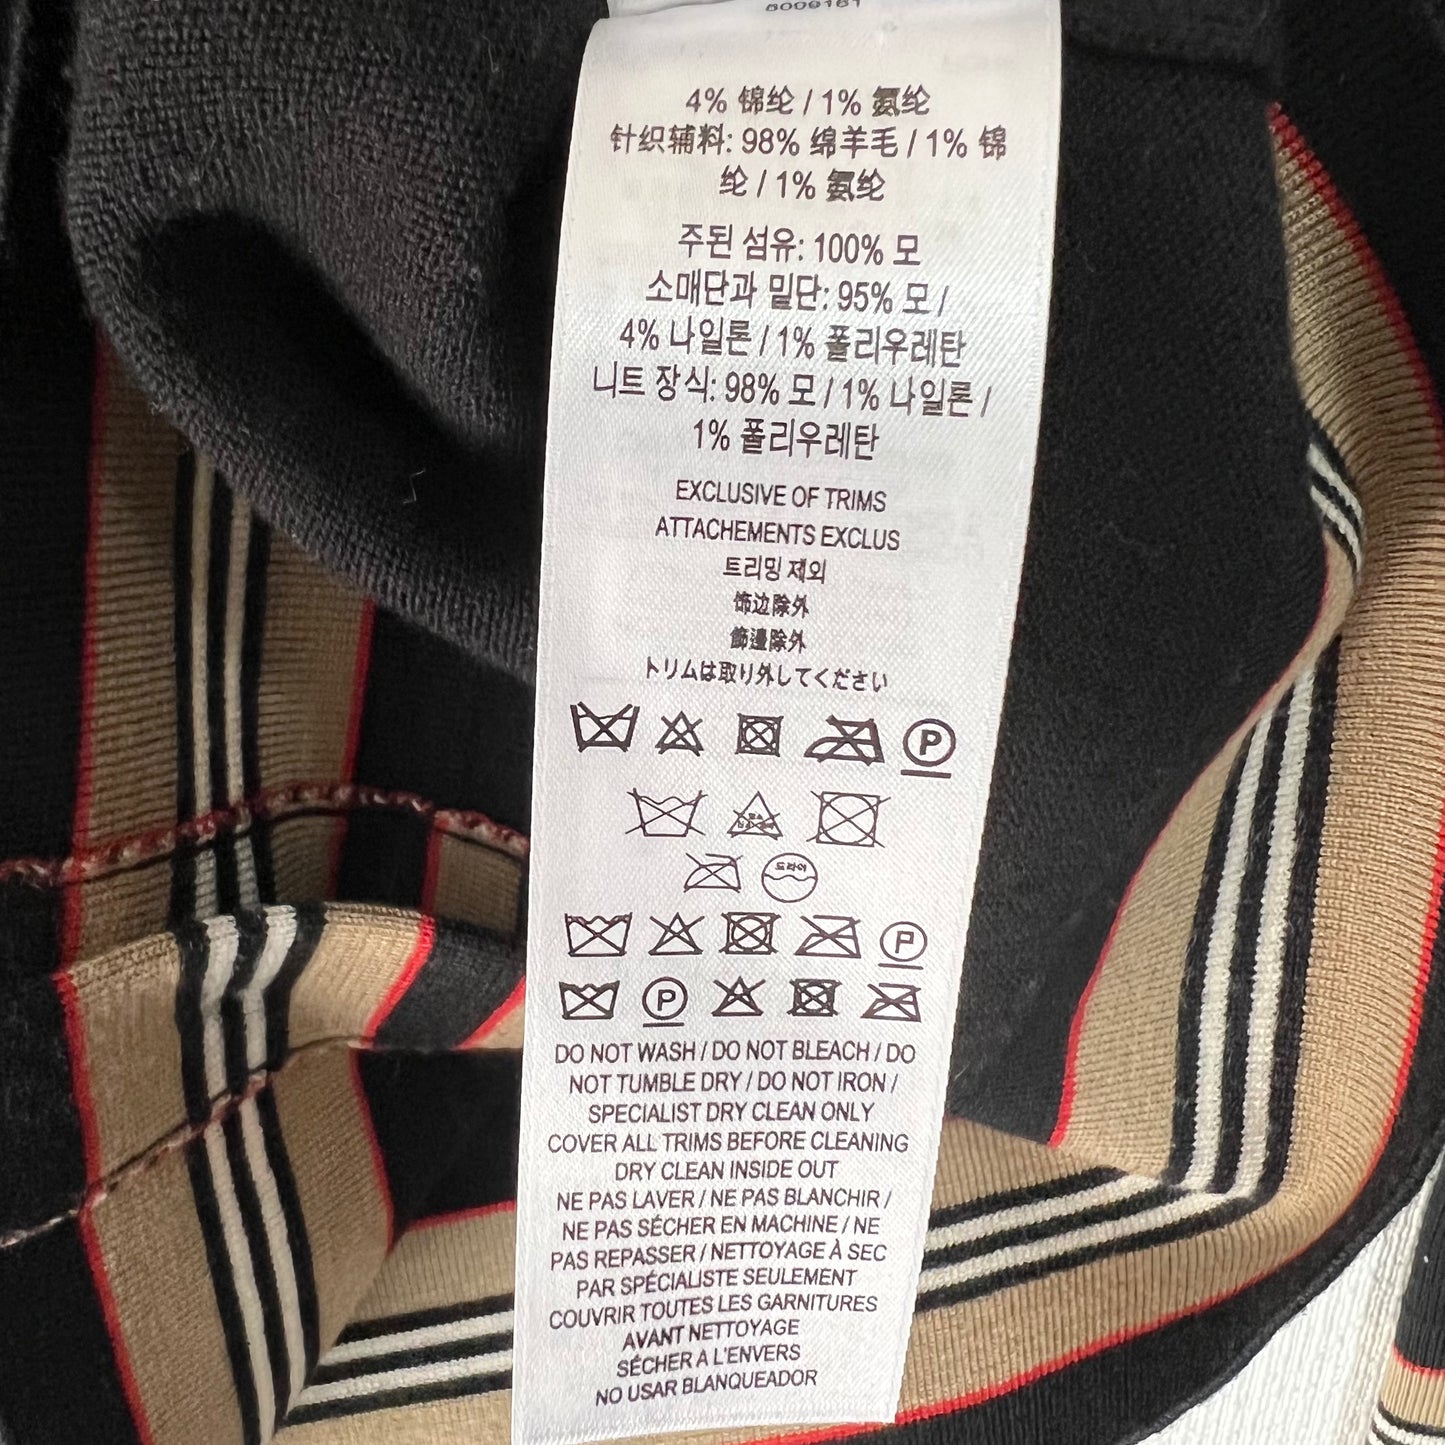 8009161
4% 锦纶 / 1% 氨纶
针织辅料: 98% 绵羊毛 / 1% 锦
纶 / 1% 氨纶
주된 섬유: 100% 모
소매단과 밑단: 95% 모 /
4% 나일론 / 1% 폴리우레탄
니트 장식: 98% 모 / 1% 나일론 /
1% 폴리우레탄
EXCLUSIVE OF TRIMS
ATTACHEMENTS EXCLUS
트리밍 제외
饰边除外
飾邊除外
トリムは取り外してください
P
드라이
P
P
DO NOT WASH / DO NOT BLEACH / DO
NOT TUMBLE DRY / DO NOT IRON /
SPECIALIST DRY CLEAN ONLY
COVER ALL TRIMS BEFORE CLEANING
DRY CLEAN INSIDE OUT
NE PAS LAVER / NE PAS BLANCHIR /
NE PAS SÉCHER EN MACHINE / NE
PAS REPASSER / NETTOYAGE À SEC
PAR SPÉCIALISTE SEULEMENT
COUVRIR TOUTES LES GARNITURES
AVANT NETTOYAGE
SÉCHER A L'ENVERS
NO USAR BLANQUEADOR